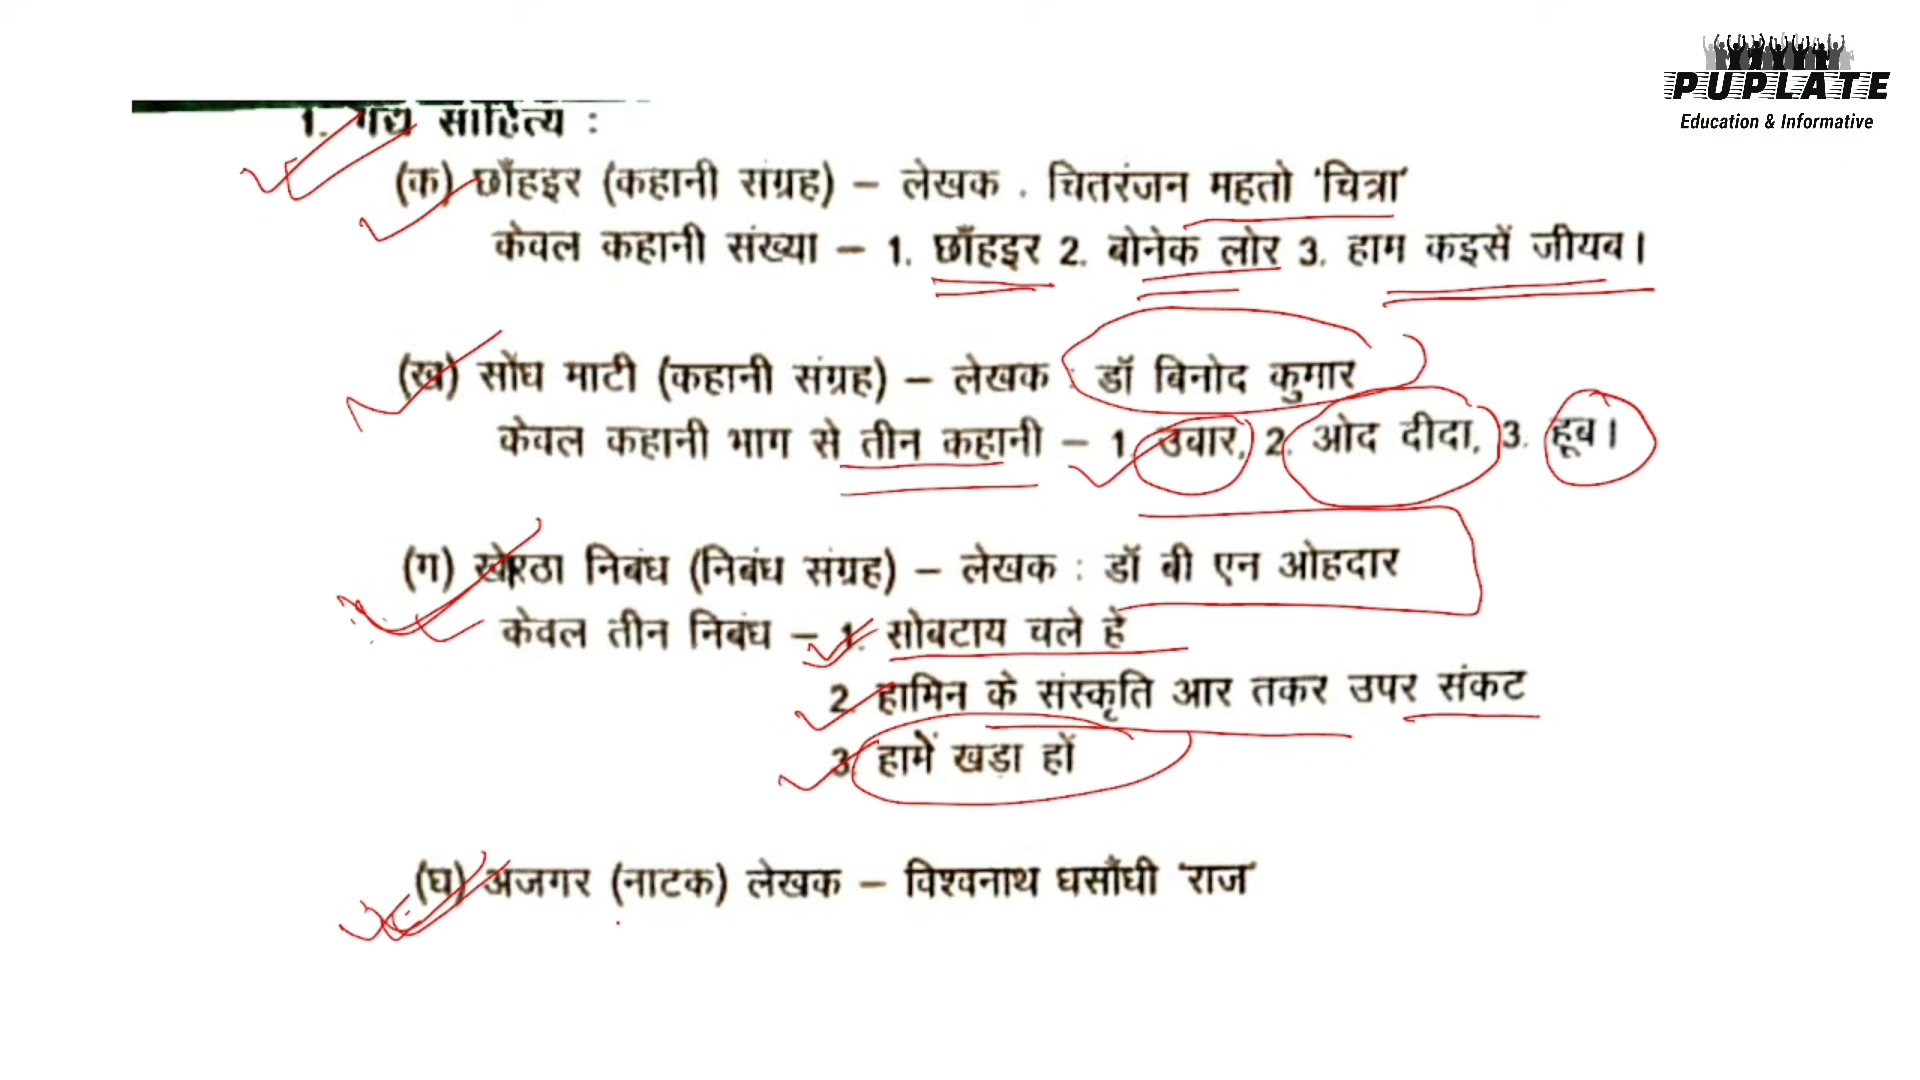 PUPLATE
Education & Informative
1. गद्य साहित्य :
(क) छाँहइर (कहानी संग्रह) – लेखक . चितरंजन महतो 'चित्रा'
केवल कहानी संख्या – 1. छाँहइर 2. बोनेक लोर 3. हाम कइसें जीयब।
(ख) सोंध माटी (कहानी संग्रह) – लेखक : डॉ बिनोद कुमार
केवल कहानी भाग से तीन कहानी – 1. उबार, 2. ओद दीदा, 3. हूब।
(ग) खोरठा निबंध (निबंध संग्रह) – लेखक : डॉ बी एन ओहदार
केवल तीन निबंध – 1. सोबटाय चले हे
2. हामिन के संस्कृति आर तकर उपर संकट
3. हामें खड़ा हों
(घ) अजगर (नाटक) लेखक – विश्वनाथ धसौंधी 'राज'